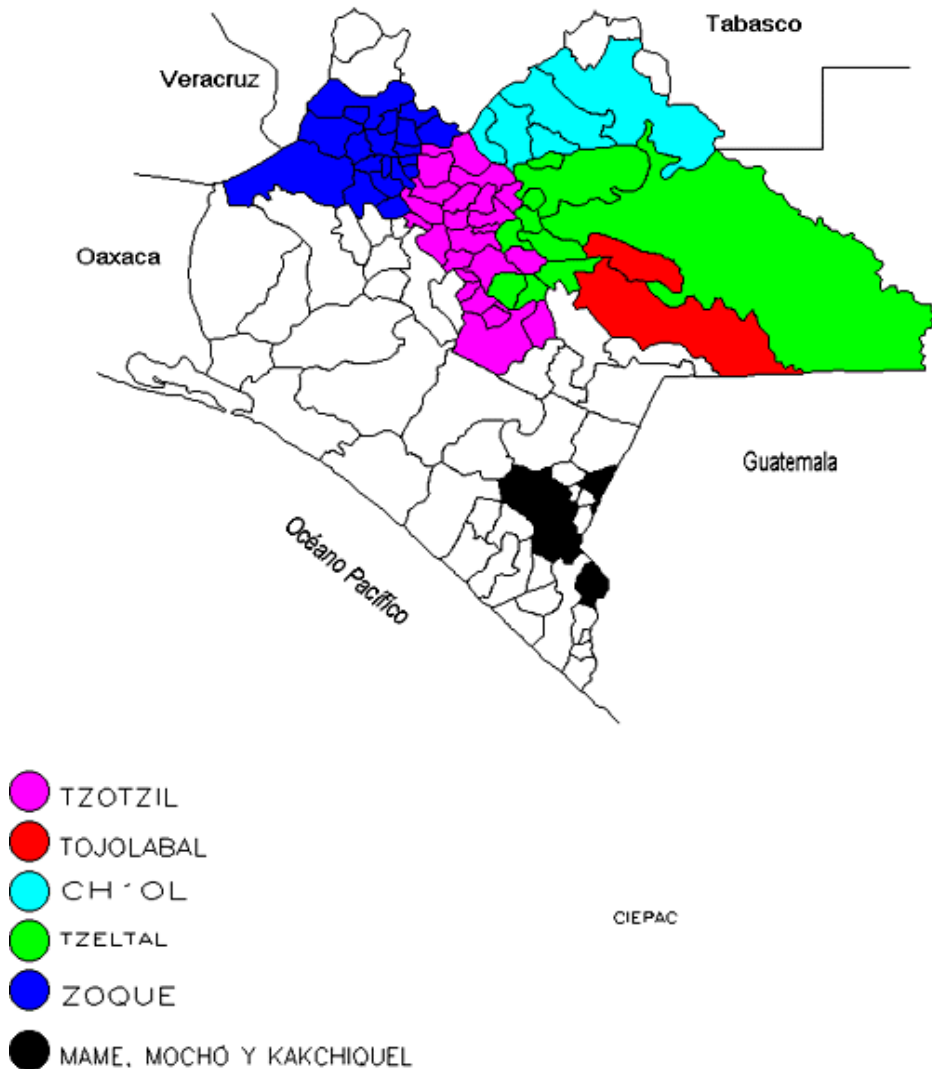 Tabasco
Veracruz
Oaxaca
Guatemala
Océano Pacífico
TZOTZIL
TOJOLABAL
CH´OL
CIEPAC
TZELTAL
ZOQUE
MAME, MOCHÓ Y KAKCHIQUEL